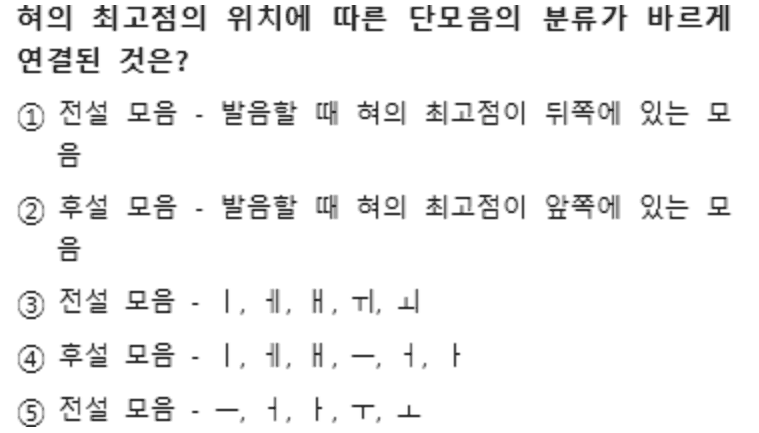 혀의 최고점의 위치에 따른 단모음의 분류가 바르게
연결된 것은?
① 전설 모음 - 발음할 때 혀의 최고점이 뒤쪽에 있는 모
음
② 후설 모음 - 발음할 때 혀의 최고점이 앞쪽에 있는 모
음
③ 전설 모음 - ㅣ, ㅔ, ㅐ, ㅟ, ㅚ
④ 후설 모음 - ㅣ, ㅔ, ㅐ, ㅡ, ㅓ, ㅏ
⑤ 전설 모음 - ㅡ, ㅓ, ㅏ, ㅜ, ㅗ